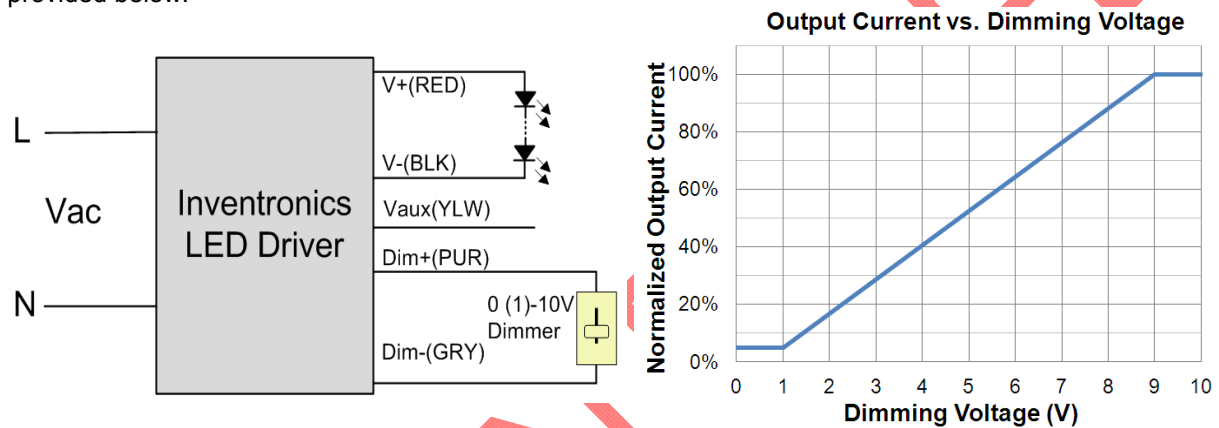 provided below.
L
Vac
N
Inventronics
LED Driver
V+(RED)
V-(BLK)
Vaux(YLW)
Dim+(PUR)
0 (1)-10V
Dimmer
Dim-(GRY)
Output Current vs. Dimming Voltage
Normalized Output Current
100%
80%
60%
40%
20%
0%
0 1 2 3 4 5 6 7 8 9 10
Dimming Voltage (V)